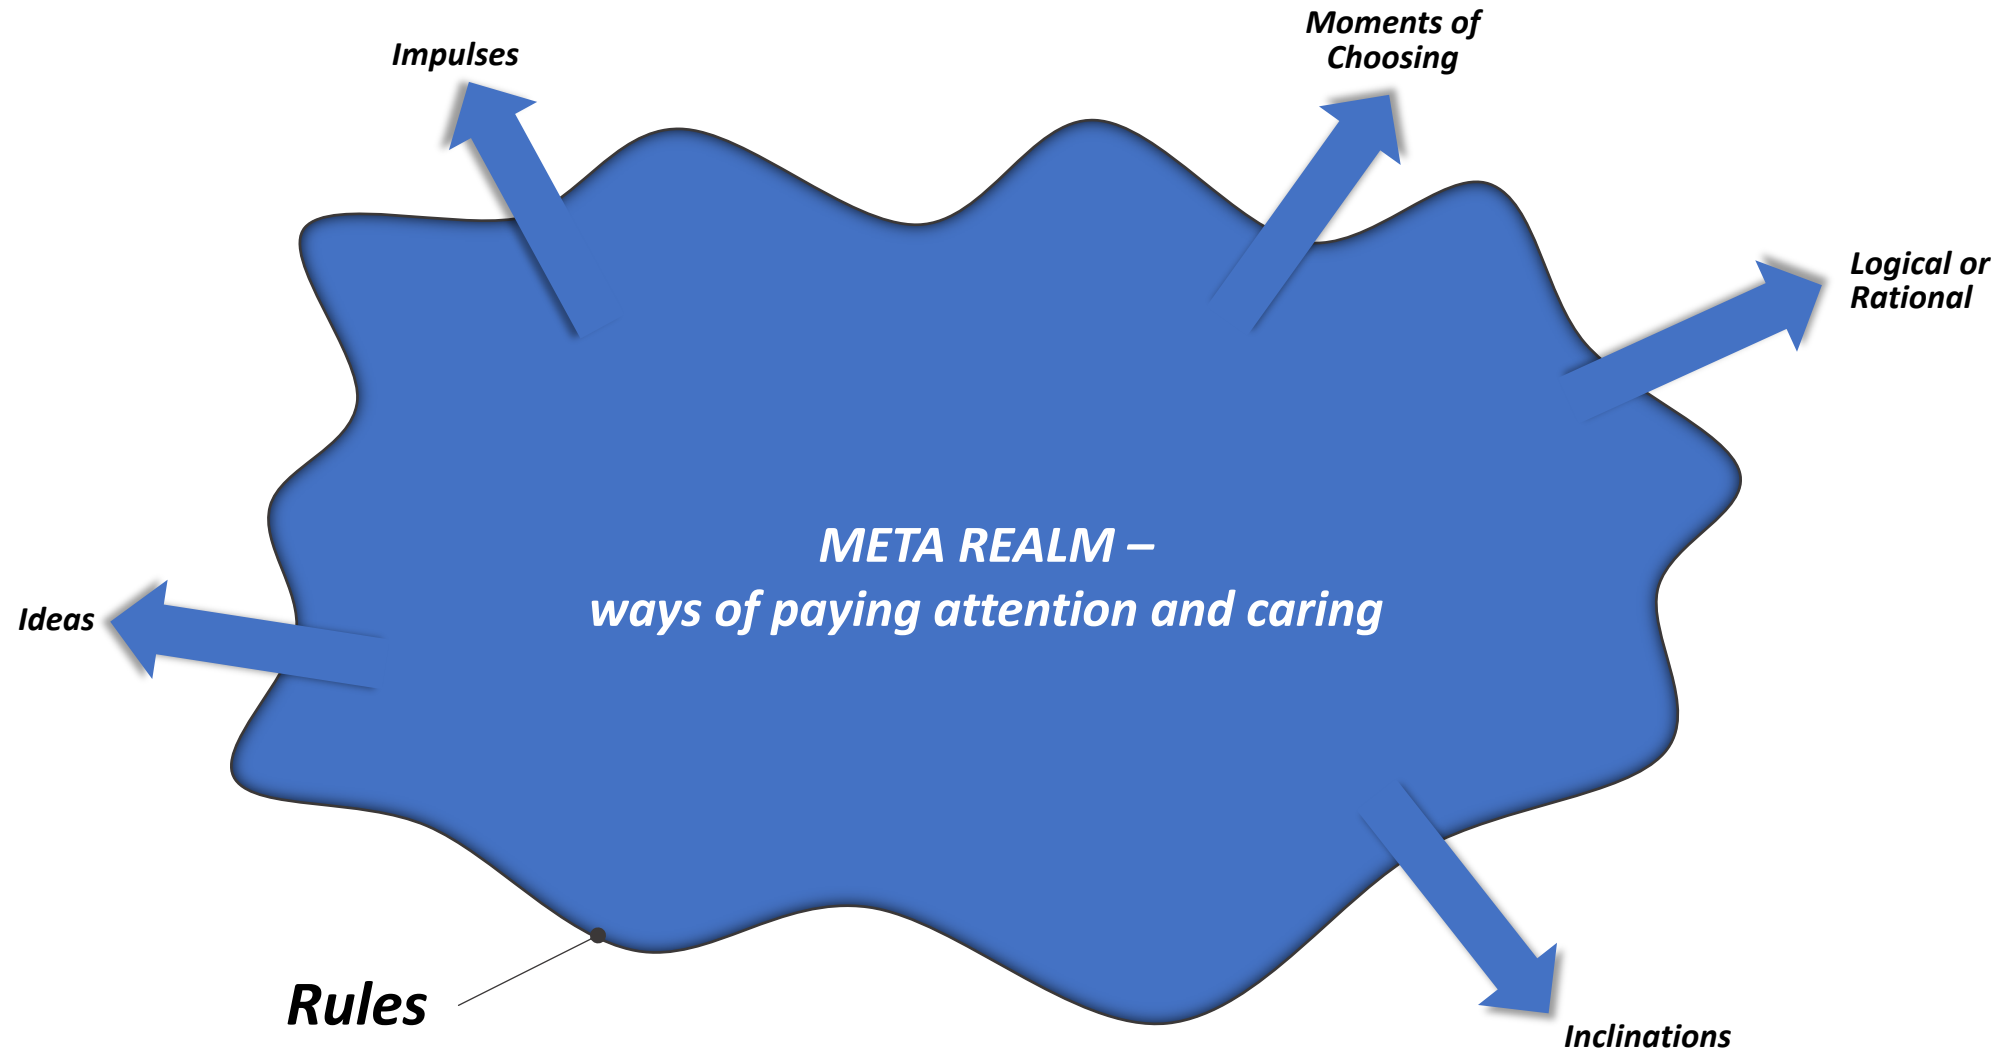 Moments of
Choosing
Impulses
Logical or
Rational
META REALM –
ways of paying attention and caring
Ideas
Rules
Inclinations